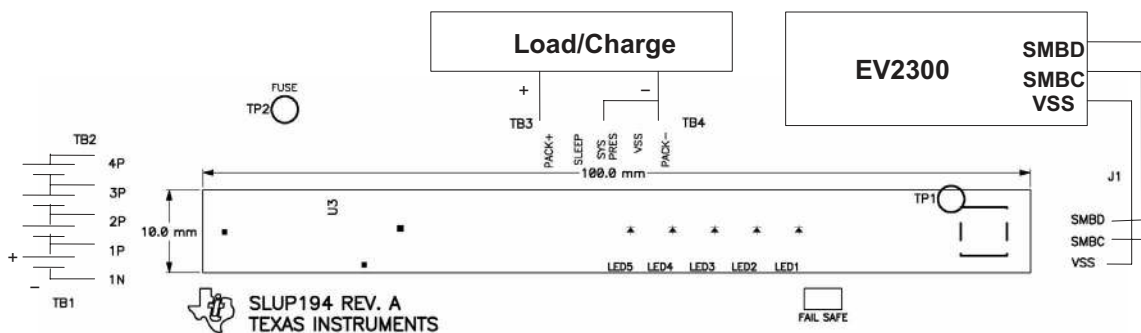 Load/Charge
EV2300
SMBD
SMBC
VSS
+
−
FUSE
TP2
TB3
TB4
PACK+
SLEEP
SYS
PRES
VSS
PACK−
TB2
4P
3P
2P
1P
1N
+
−
TB1
100.0 mm
10.0 mm
U3
TP1
J1
SMBD
SMBC
VSS
LED5
LED4
LED3
LED2
LED1
ti
SLUP194 REV. A
TEXAS INSTRUMENTS
FAIL SAFE